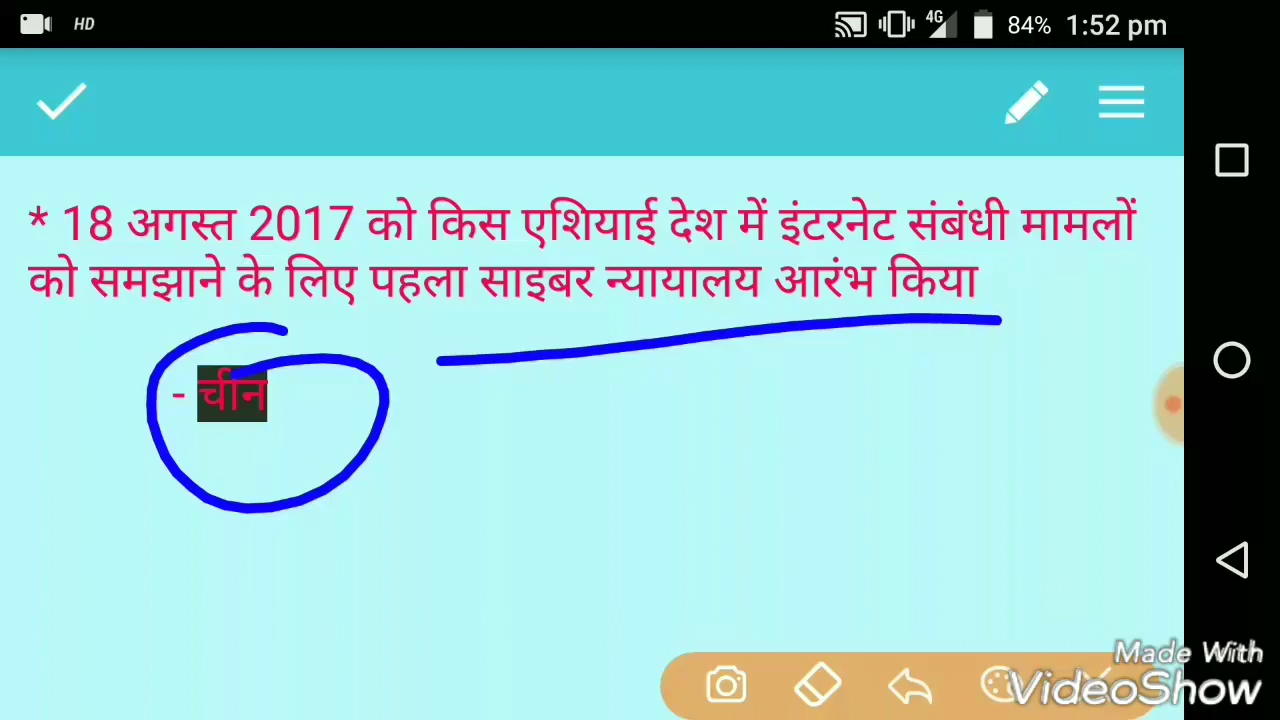 HD 4G 84% 1:52 pm
* 18 अगस्त 2017 को किस एशियाई देश में इंटरनेट संबंधी मामलों
को समझाने के लिए पहला साइबर न्यायालय आरंभ किया
- चीन
Made With
VideoShow